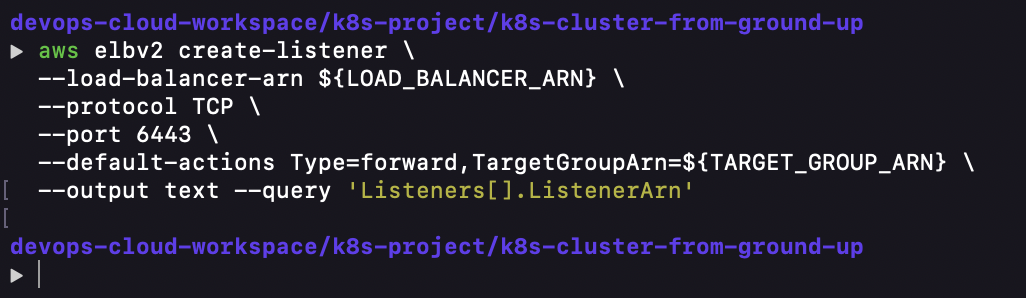 devops-cloud-workspace/k8s-project/k8s-cluster-from-ground-up
▶ aws elbv2 create-listener \
--load-balancer-arn ${LOAD_BALANCER_ARN} \
--protocol TCP \
--port 6443 \
--default-actions Type=forward,TargetGroupArn=${TARGET_GROUP_ARN} \
[ --output text --query 'Listeners[].ListenerArn'
[
devops-cloud-workspace/k8s-project/k8s-cluster-from-ground-up
▶